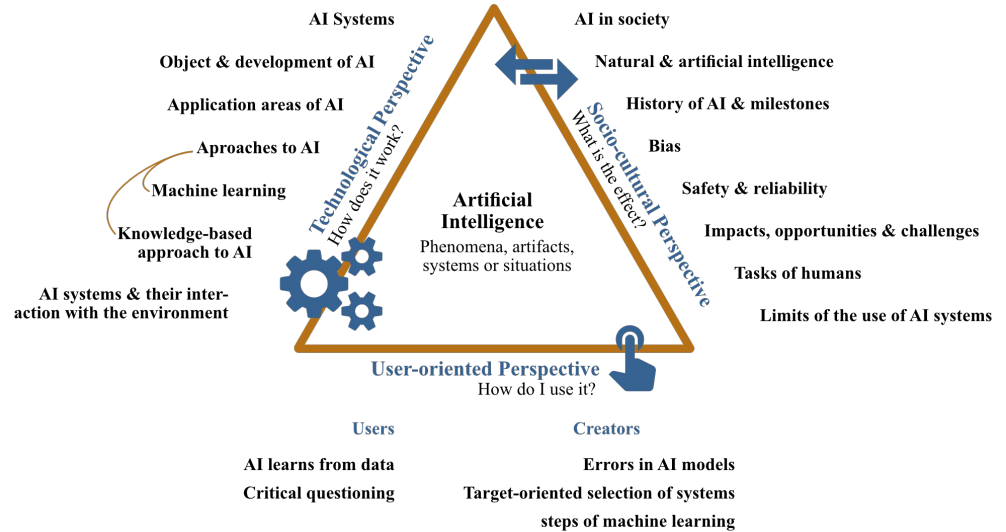 AI Systems
Object & development of AI
Application areas of AI
Aproaches to AI
Machine learning
Knowledge-based
approach to AI
AI systems & their inter-
action with the environment
Technological Perspective
How does it work?
Artificial
Intelligence
Phenomena, artifacts,
systems or situations
Socio-cultural Perspective
What is the effect?
AI in society
Natural & artificial intelligence
History of AI & milestones
Bias
Safety & reliability
Impacts, opportunities & challenges
Tasks of humans
Limits of the use of AI systems
User-oriented Perspective
How do I use it?
Users
AI learns from data
Critical questioning
Creators
Errors in AI models
Target-oriented selection of systems
steps of machine learning